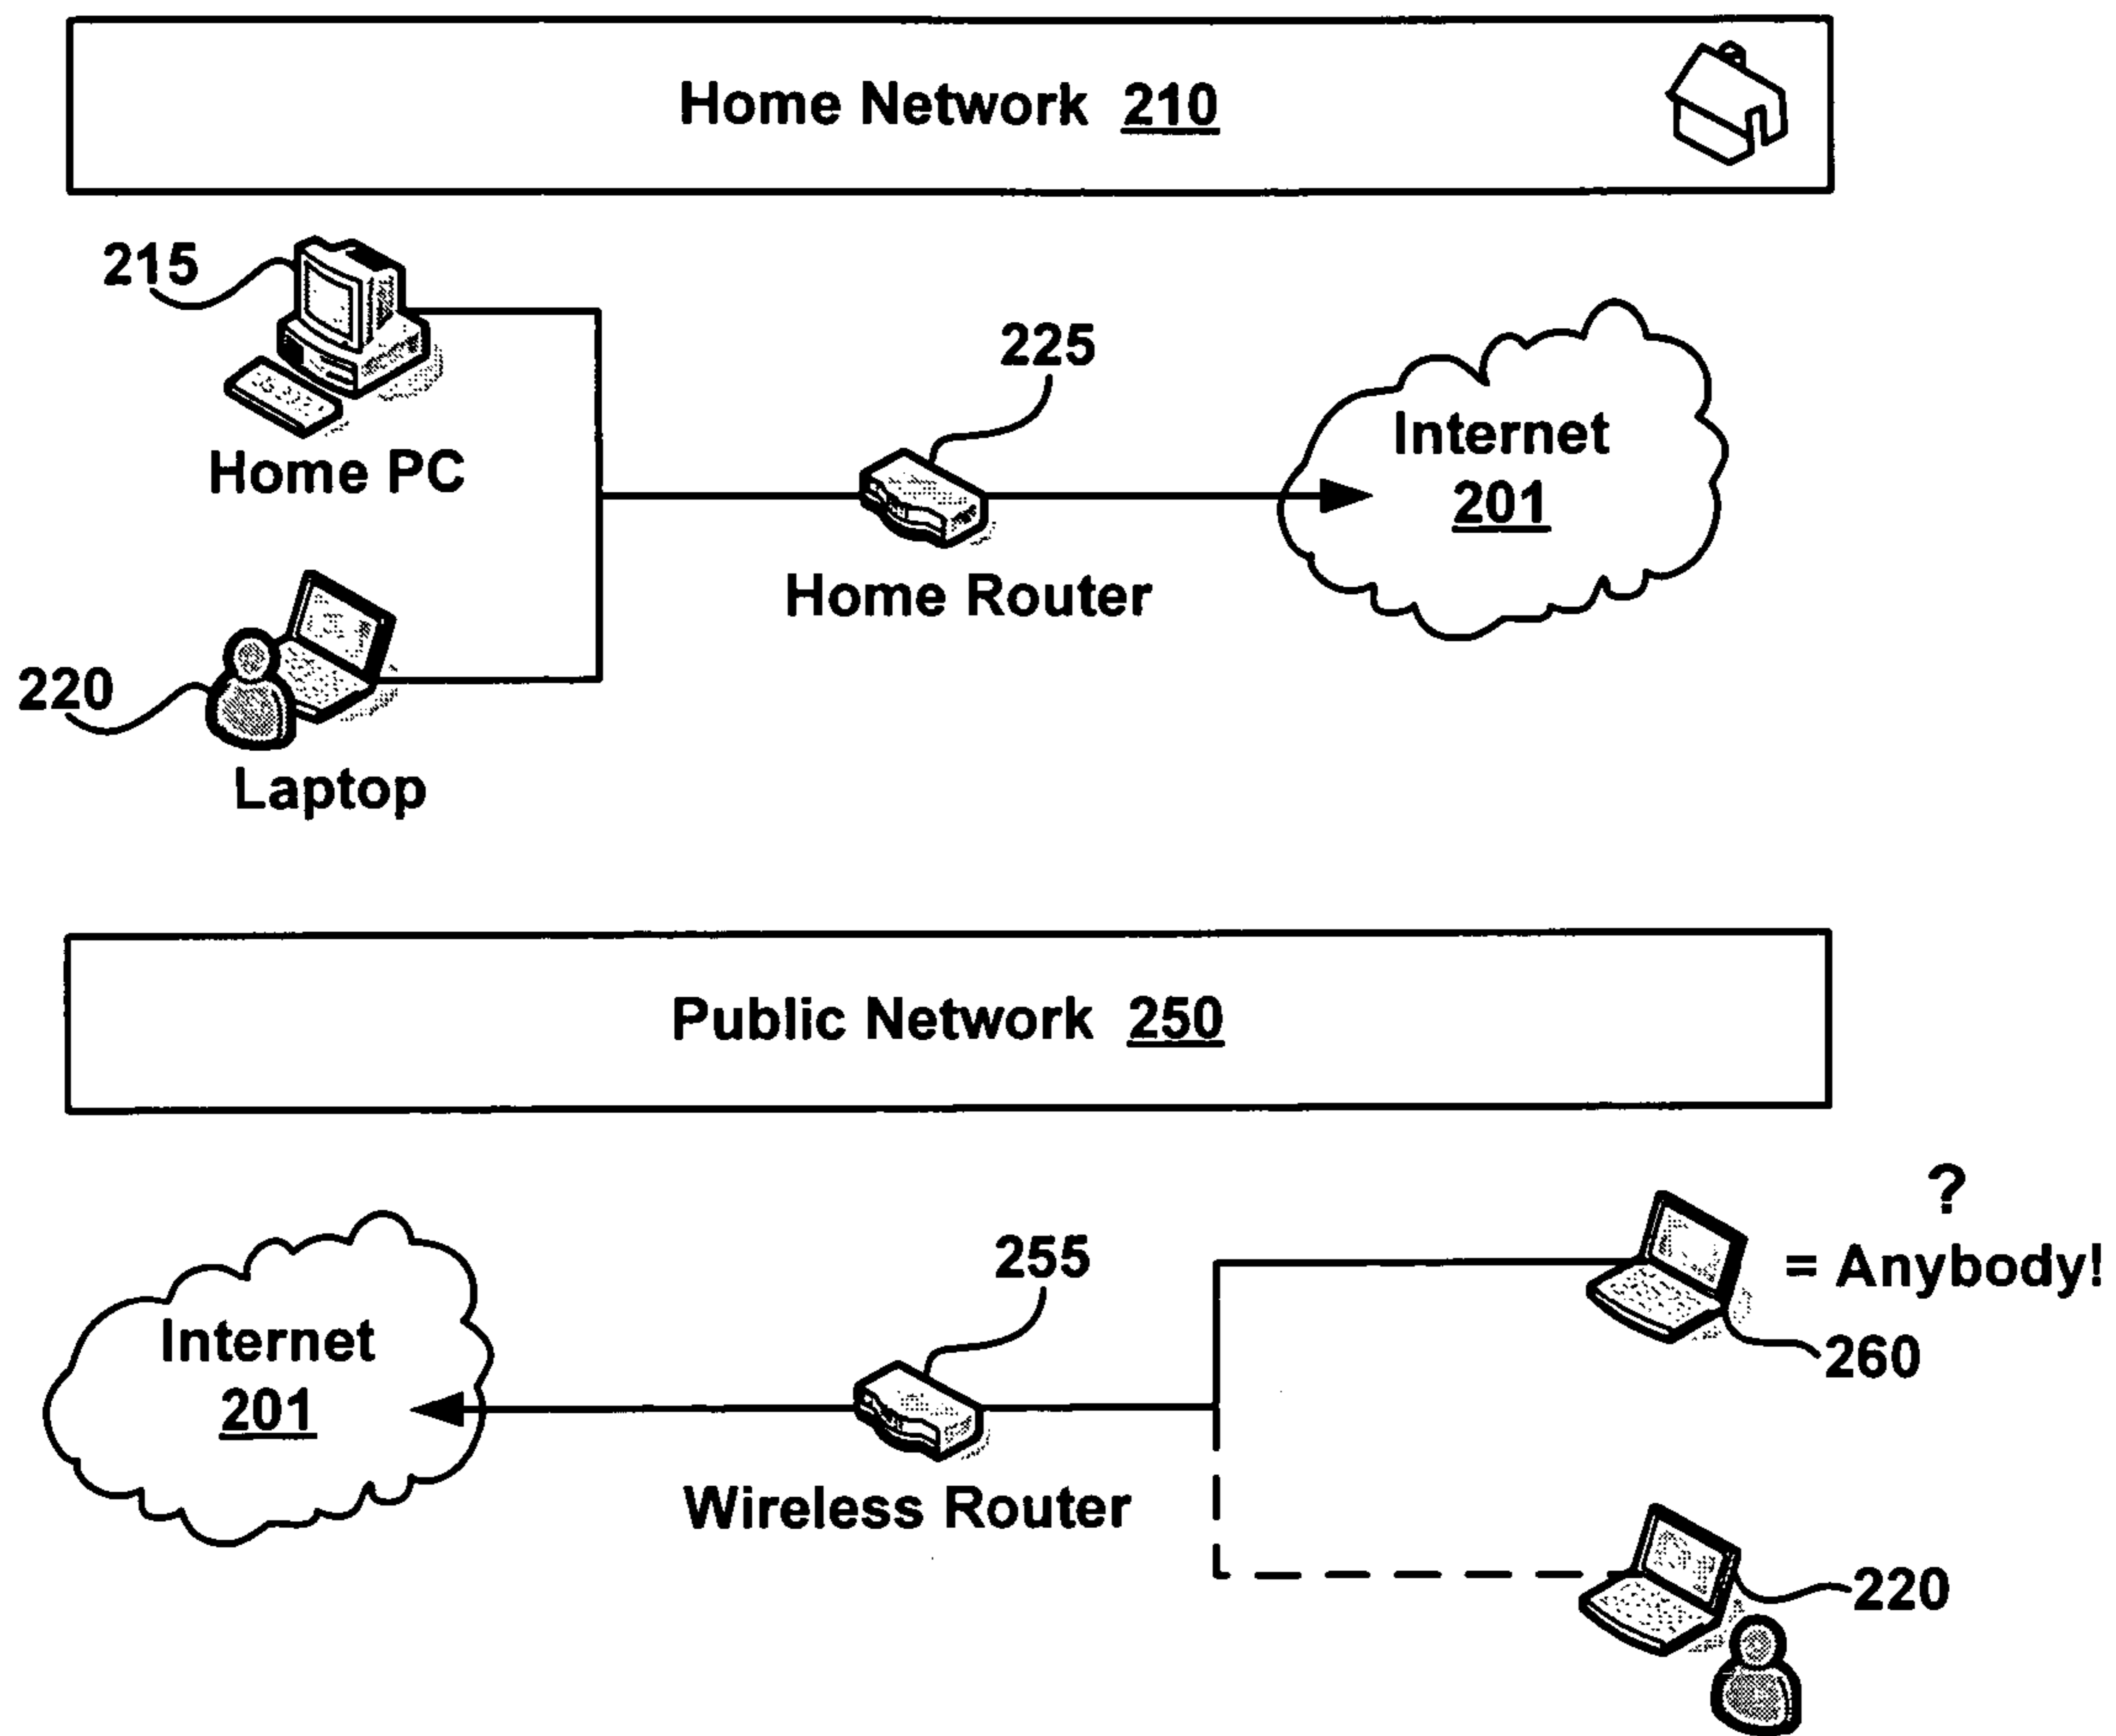 Home Network 210
215
Home PC
225
Internet
201
Home Router
220
Laptop
Public Network 250
?
= Anybody!
260
255
Internet
201
Wireless Router
220